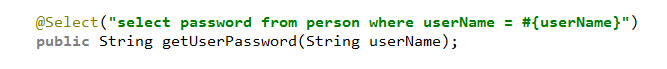 @Select("select password from person where userName = #{userName}")
public String getUserPassword(String userName);